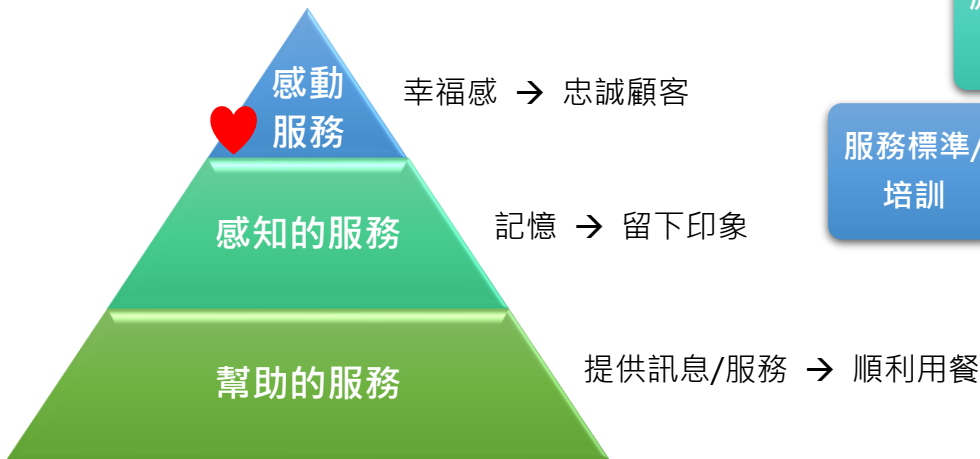 感動
服務
幸福感 → 忠誠顧客
服務標準/
培訓
感知的服務
記憶 → 留下印象
幫助的服務
提供訊息/服務 → 順利用餐